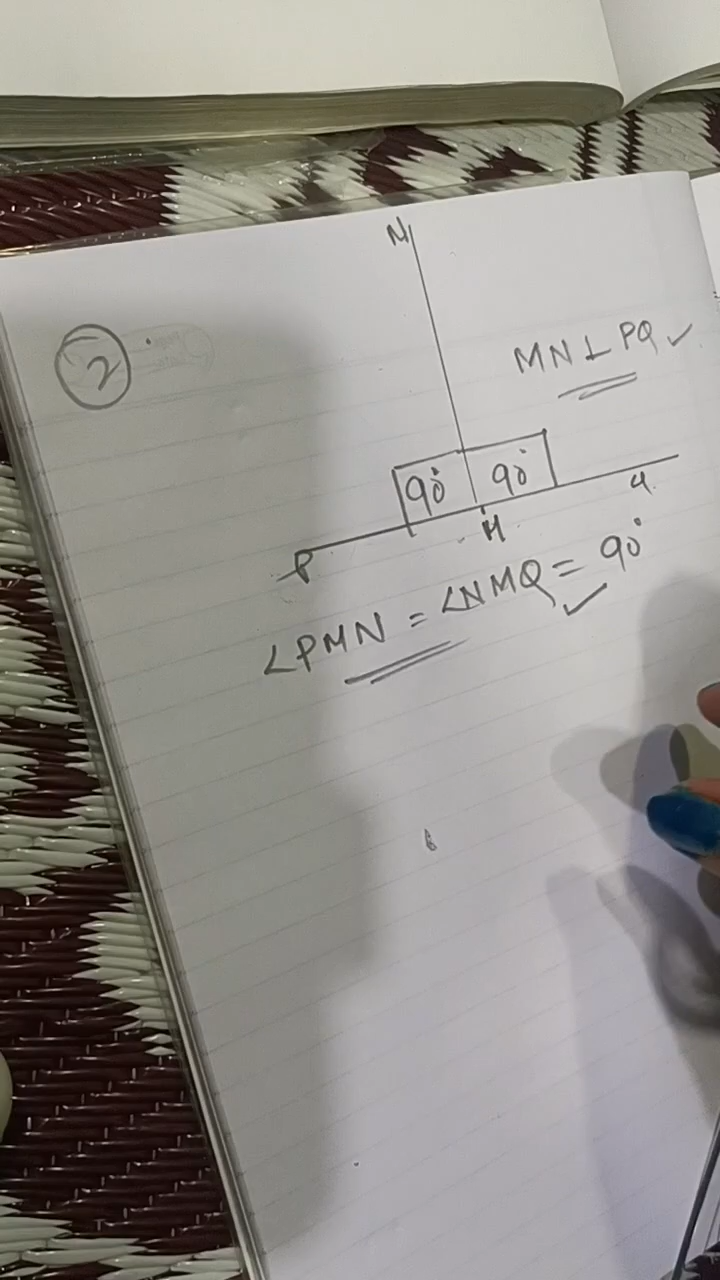 N
2
MN ⊥ PQ ✓
90° 90°
P M Q
∠PMN = ∠NMQ = 90° ✓